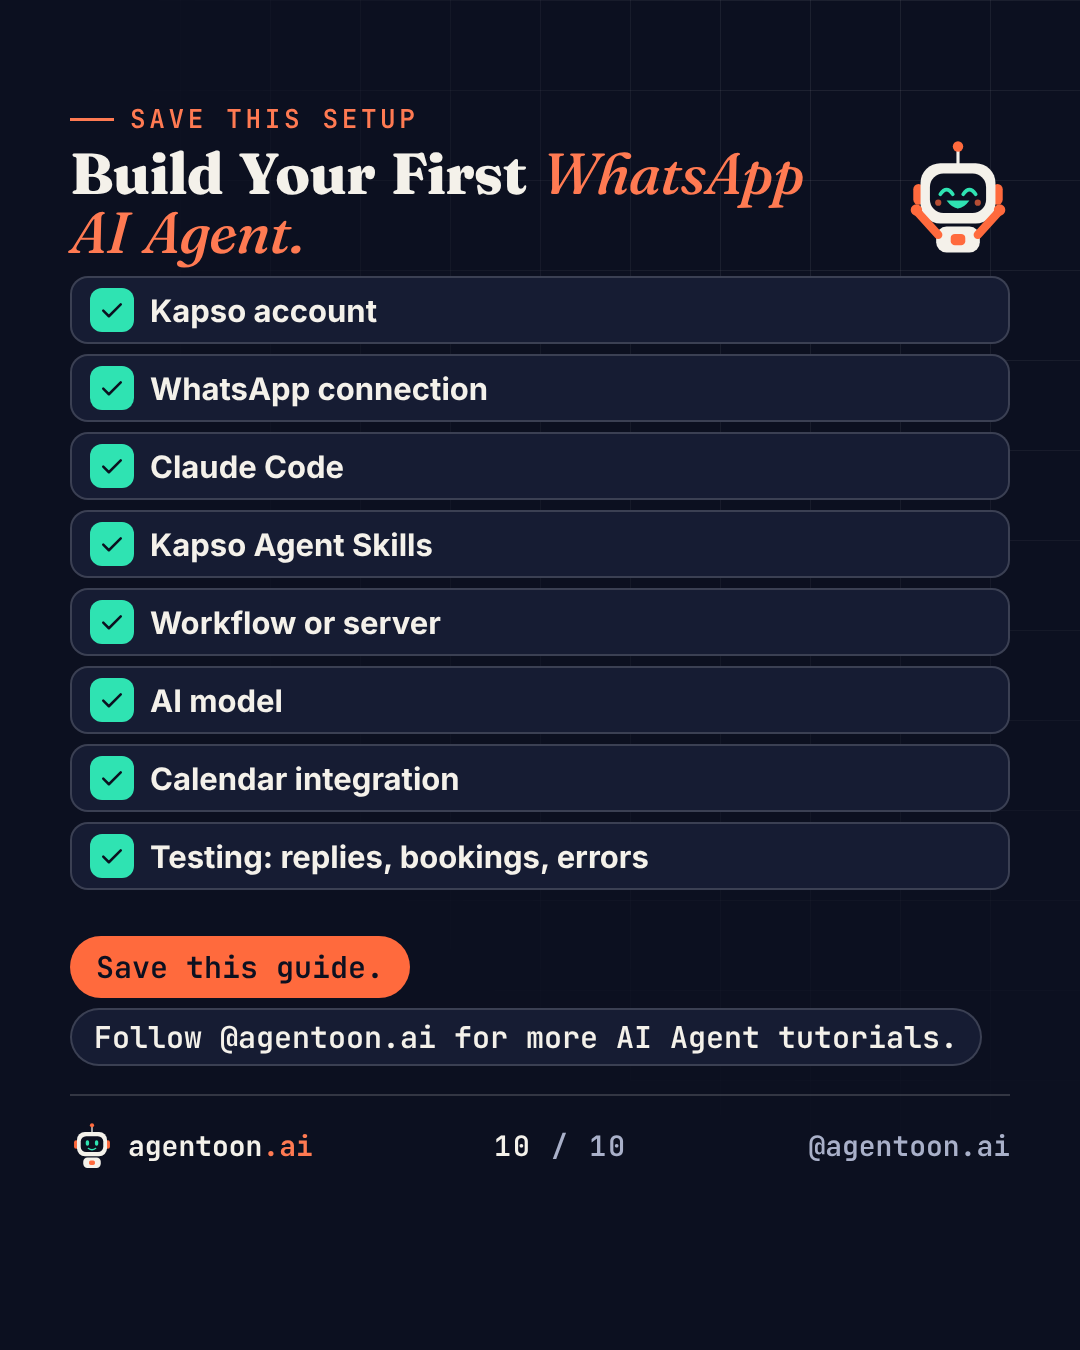 SAVE THIS SETUP
Build Your First WhatsApp
AI Agent.
Kapso account
WhatsApp connection
Claude Code
Kapso Agent Skills
Workflow or server
AI model
Calendar integration
Testing: replies, bookings, errors
Save this guide.
Follow @agentoon.ai for more AI Agent tutorials.
agentoon.ai
10 / 10
@agentoon.ai